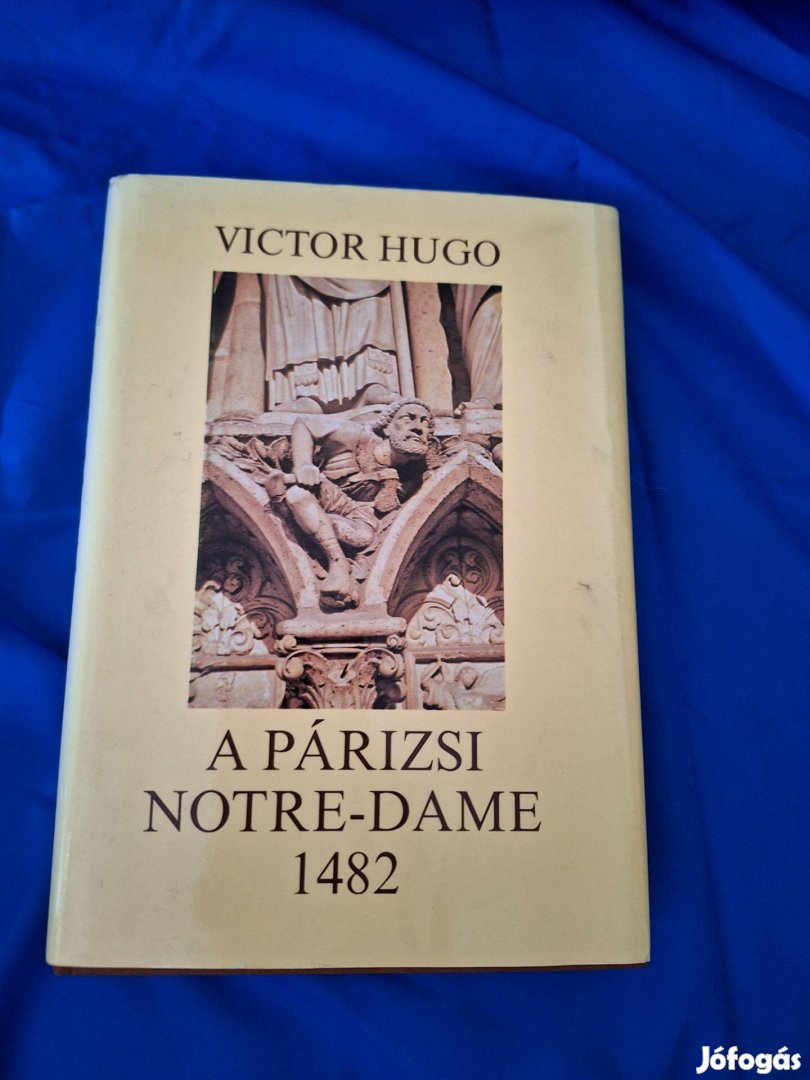 VICTOR HUGO
A PÁRIZSI
NOTRE-DAME
1482
Jófogás